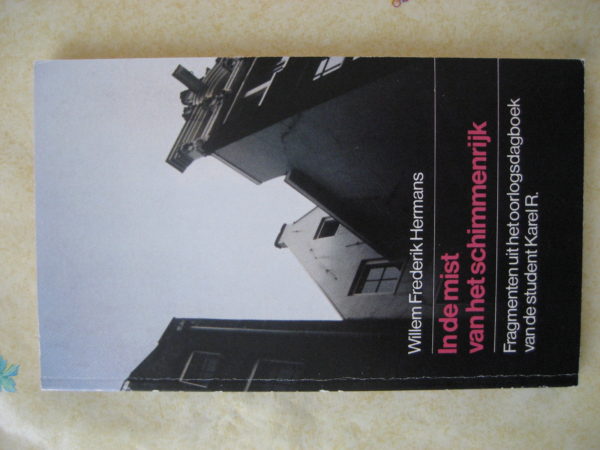 Willem Frederik Hermans
In de mist
van het schimmenrijk
Fragmenten uit het oorlogsdagboek
van de student Karel R.